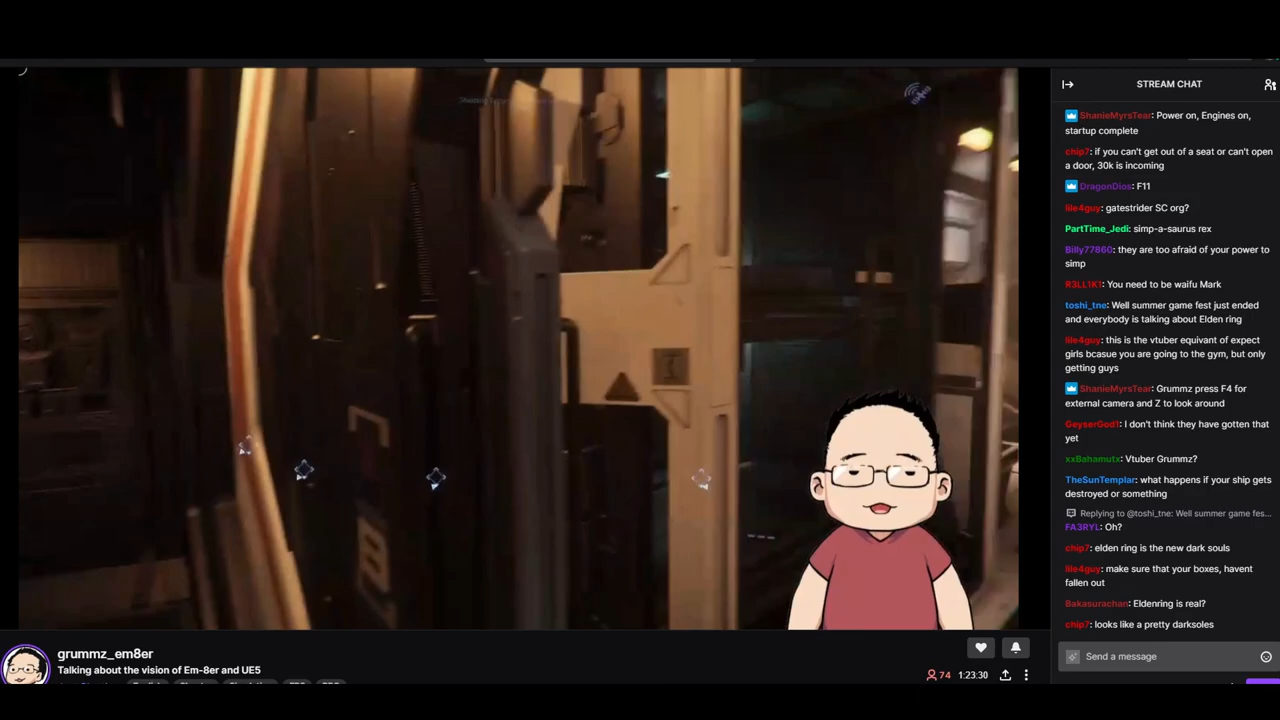 STREAM CHAT
ShanieMyrsTear: Power on, Engines on,
startup complete
chip7: if you can't get out of a seat or can't open
a door, 30k is incoming
DragonDios: F11
lile4guy: gatestrider SC org?
PartTime_Jedi: simp-a-saurus rex
Billy77860: they are too afraid of your power to
simp
R3LL1K1: You need to be waifu Mark
toshi_tne: Well summer game fest just ended
and everybody is talking about Elden ring
lile4guy: this is the vtuber equivant of expect
girls bcasue you are going to the gym, but only
getting guys
ShanieMyrsTear: Grummz press F4 for
external camera and Z to look around
GeyserGod1: I don't think they have gotten that
yet
xxBahamutx: Vtuber Grummz?
TheSunTemplar: what happens if your ship gets
destroyed or something
Replying to @toshi_tne: Well summer game fes...
FA3RYL: Oh?
chip7: elden ring is the new dark souls
lile4guy: make sure that your boxes, havent
fallen out
Bakasurachan: Eldenring is real?
chip7: looks like a pretty darksoles
Send a message
grummz_em8er
Talking about the vision of Em-8er and UE5
74 1:23:30